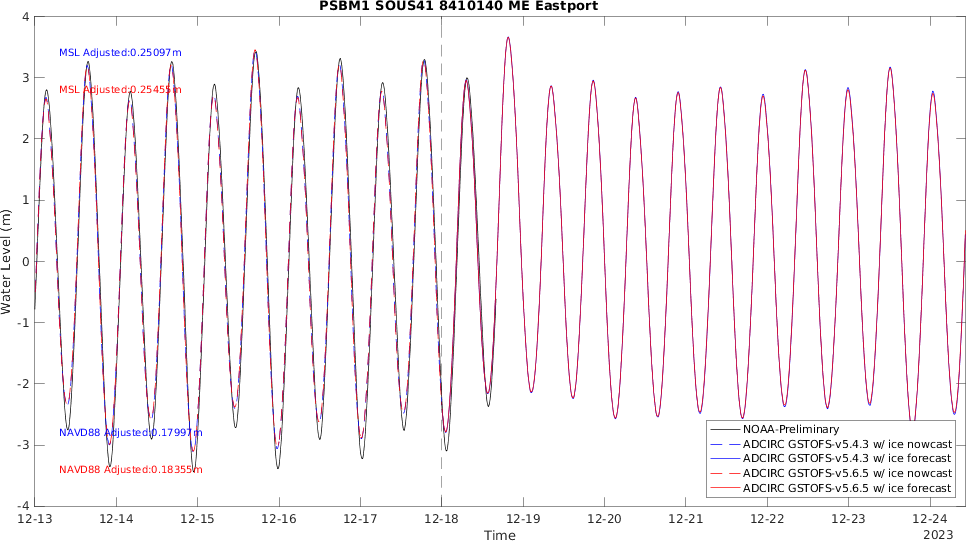 PSBM1 SOUS41 8410140 ME Eastport
4
3
2
1
0
-1
-2
-3
-4
Water Level (m)
MSL Adjusted:0.25097m
MSL Adjusted:0.25455m
NAVD88 Adjusted:0.17997m
NAVD88 Adjusted:0.18355m
NOAA-Preliminary
ADCIRC GSTOFS-v5.4.3 w/ ice nowcast
ADCIRC GSTOFS-v5.4.3 w/ ice forecast
ADCIRC GSTOFS-v5.6.5 w/ ice nowcast
ADCIRC GSTOFS-v5.6.5 w/ ice forecast
12-13 12-14 12-15 12-16 12-17 12-18 12-19 12-20 12-21 12-22 12-23 12-24
Time
2023